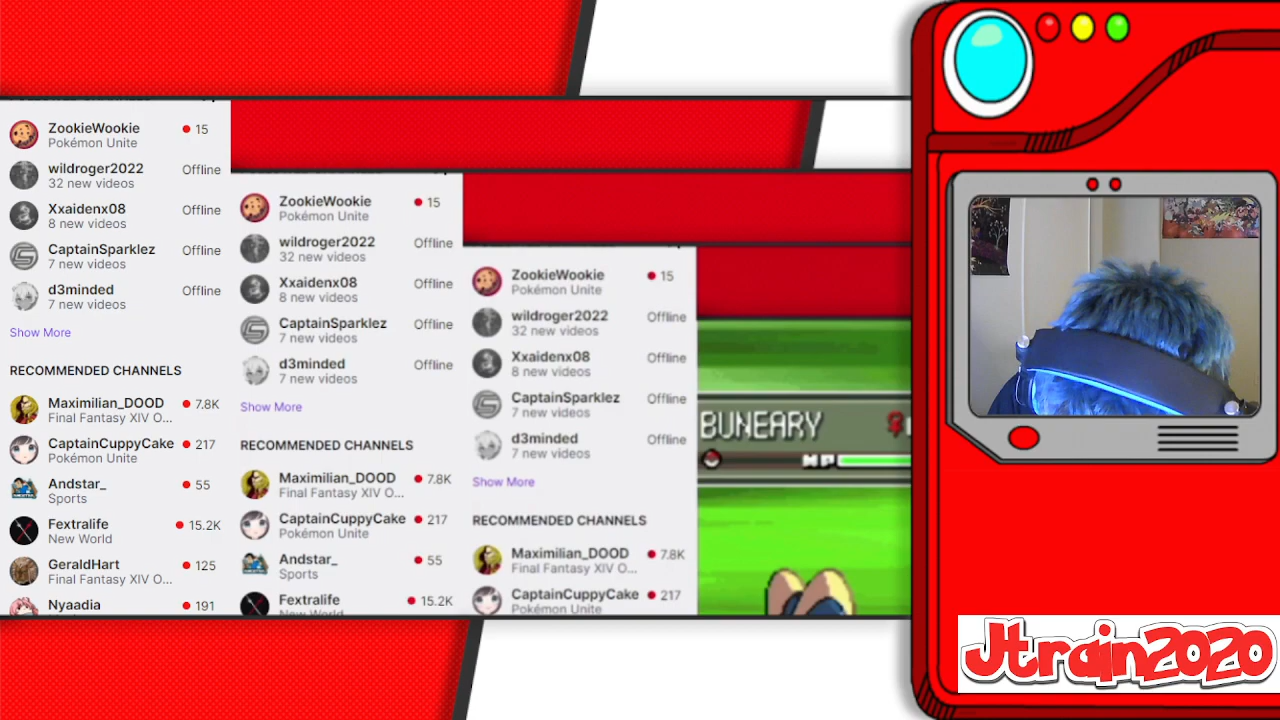 ZookieWookie 15
Pokémon Unite
wildroger2022 Offline
32 new videos
Xxaidenx08 Offline
8 new videos
CaptainSparklez Offline
7 new videos
d3minded Offline
7 new videos
Show More
RECOMMENDED CHANNELS
Maximilian_DOOD 7.8K
Final Fantasy XIV O...
CaptainCuppyCake 217
Pokémon Unite
Andstar_ 55
Sports
Fextralife 15.2K
New World
GeraldHart 125
Final Fantasy XIV O...
Nyaadia 191
ZookieWookie 15
Pokémon Unite
wildroger2022 Offline
32 new videos
Xxaidenx08 Offline
8 new videos
CaptainSparklez Offline
7 new videos
d3minded Offline
7 new videos
Show More
RECOMMENDED CHANNELS
Maximilian_DOOD 7.8K
Final Fantasy XIV O...
CaptainCuppyCake 217
Pokémon Unite
Andstar_ 55
Sports
Fextralife 15.2K
New World
ZookieWookie 15
Pokémon Unite
wildroger2022 Offline
32 new videos
Xxaidenx08 Offline
8 new videos
CaptainSparklez Offline
7 new videos
d3minded Offline
7 new videos
Show More
RECOMMENDED CHANNELS
Maximilian_DOOD 7.8K
Final Fantasy XIV O...
CaptainCuppyCake 217
Pokémon Unite
BUNEARY ♀
HP
Jtrain2020